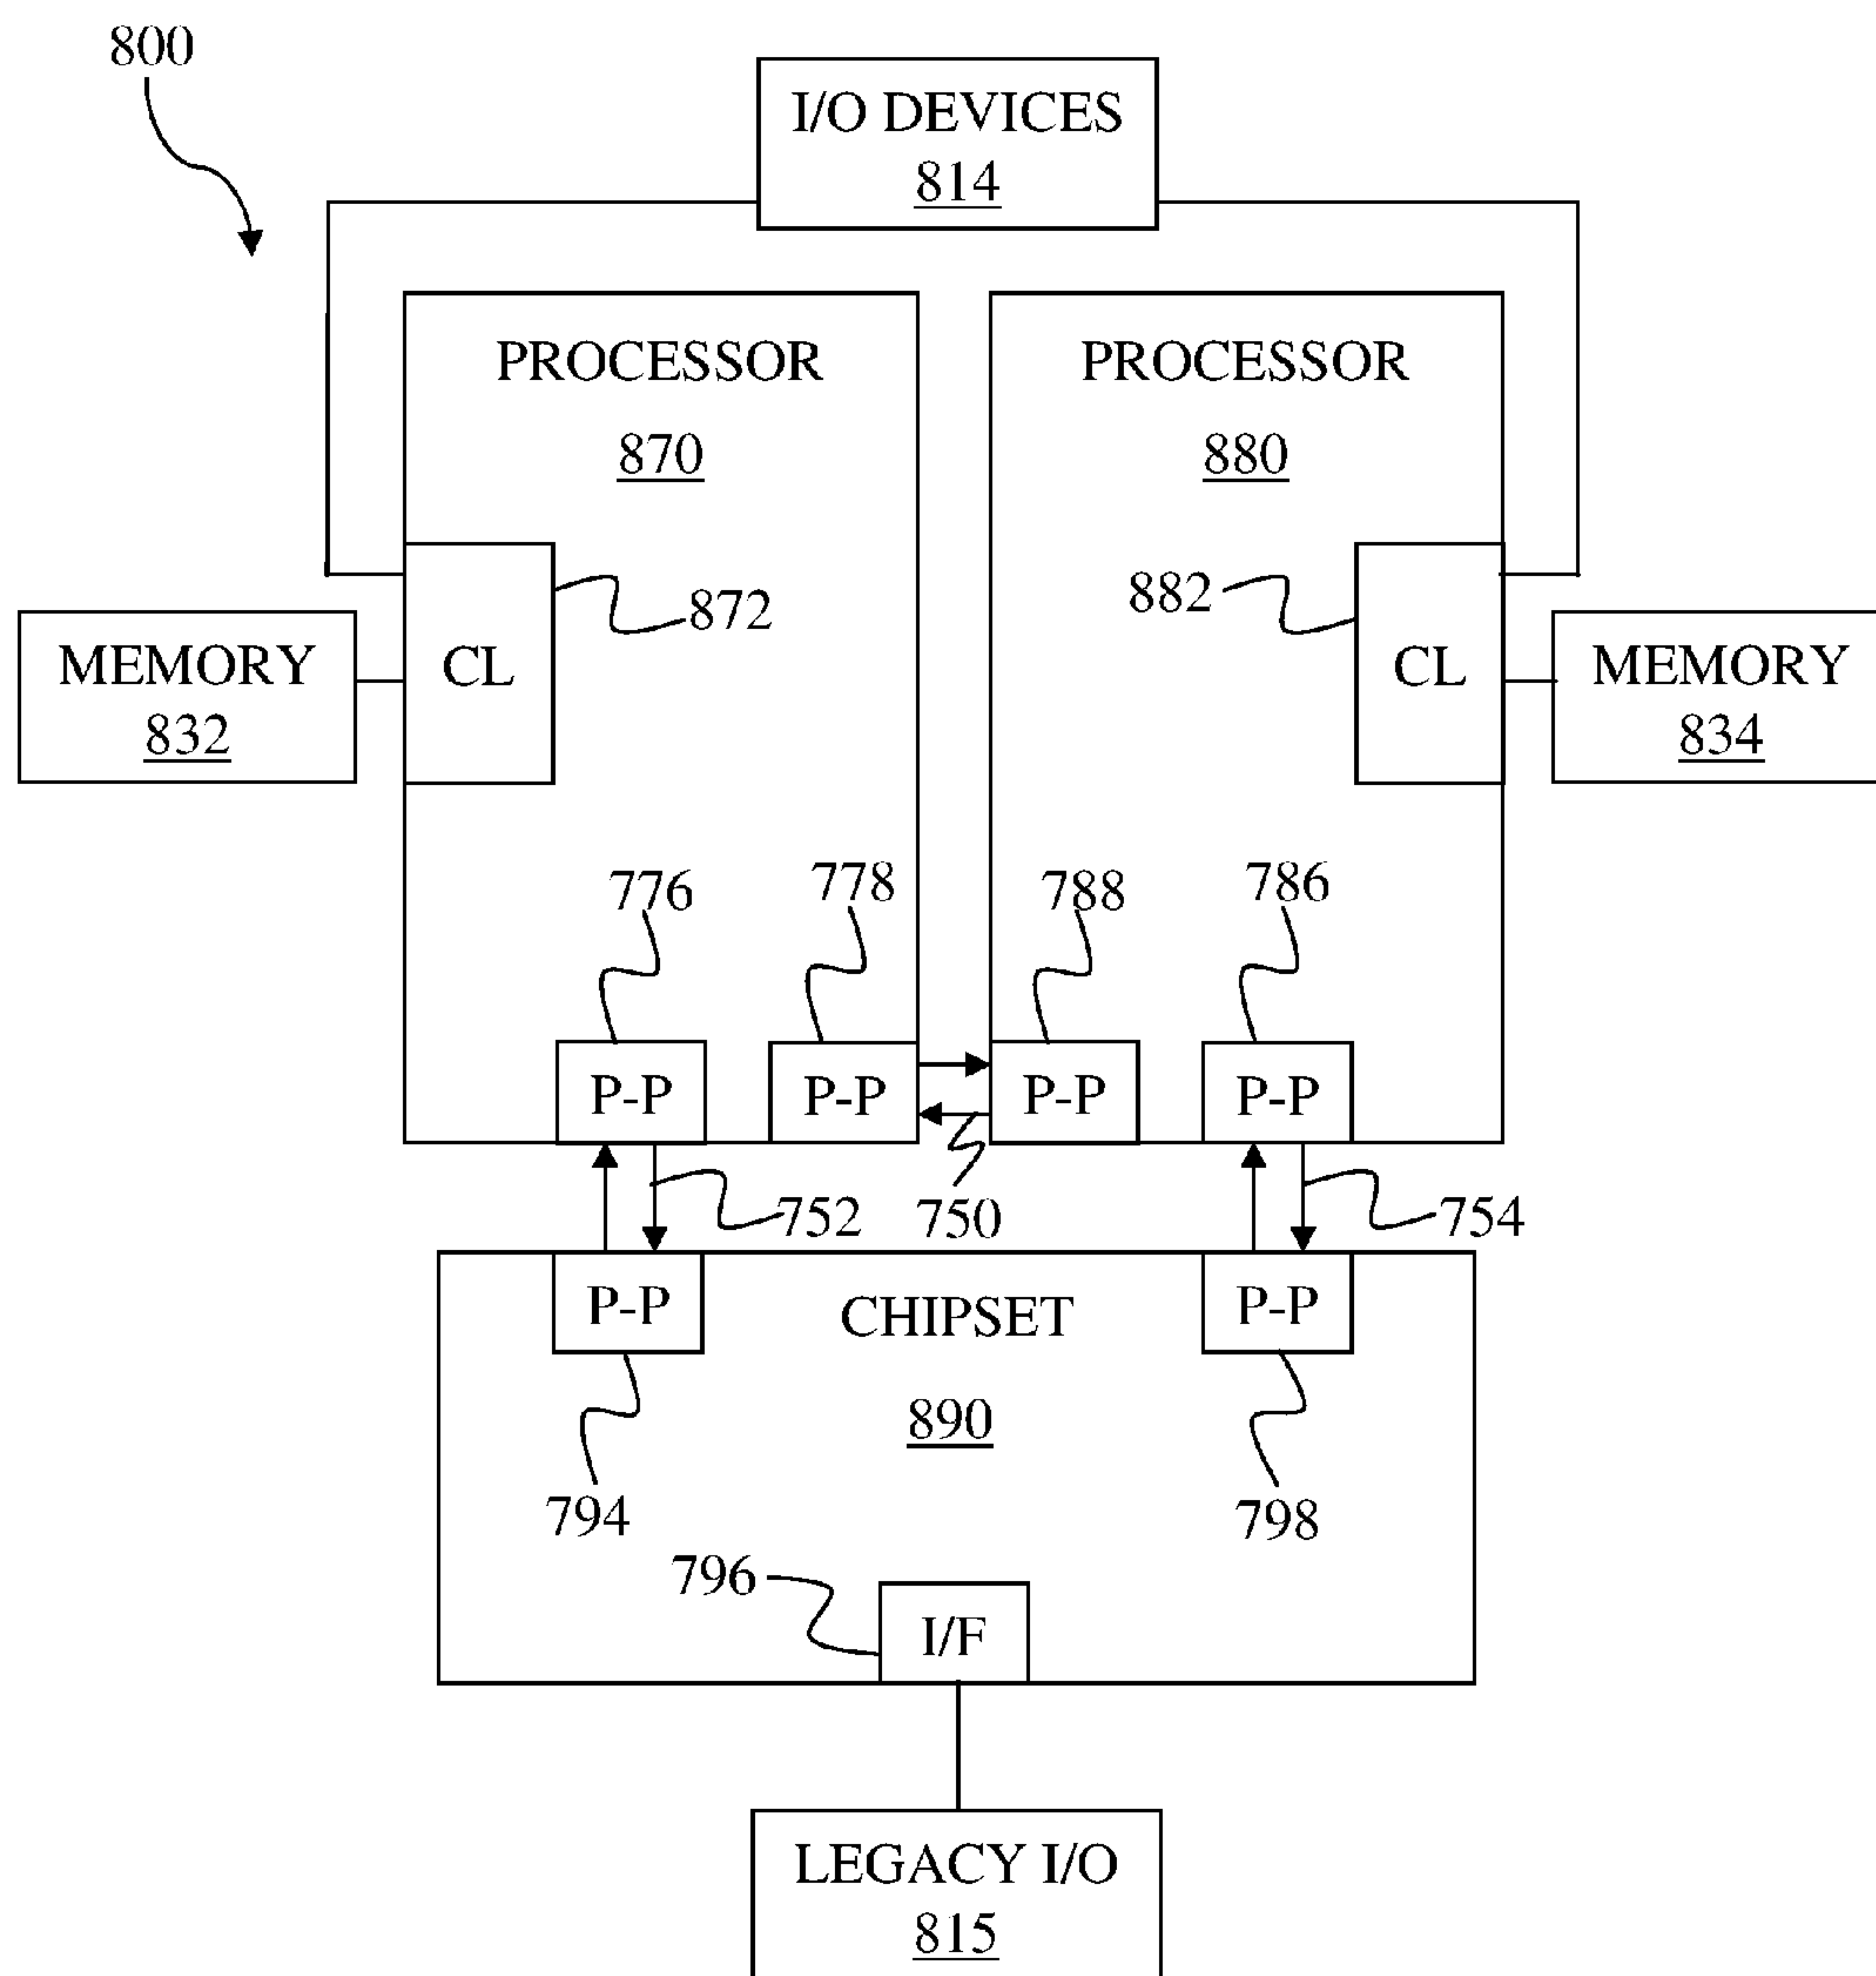 800
I/O DEVICES
814
PROCESSOR
870
PROCESSOR
880
872
882
MEMORY
832
CL
CL
MEMORY
834
776
778
788
786
P-P
P-P
P-P
P-P
752
750
754
P-P
CHIPSET
P-P
890
794
798
796
I/F
LEGACY I/O
815